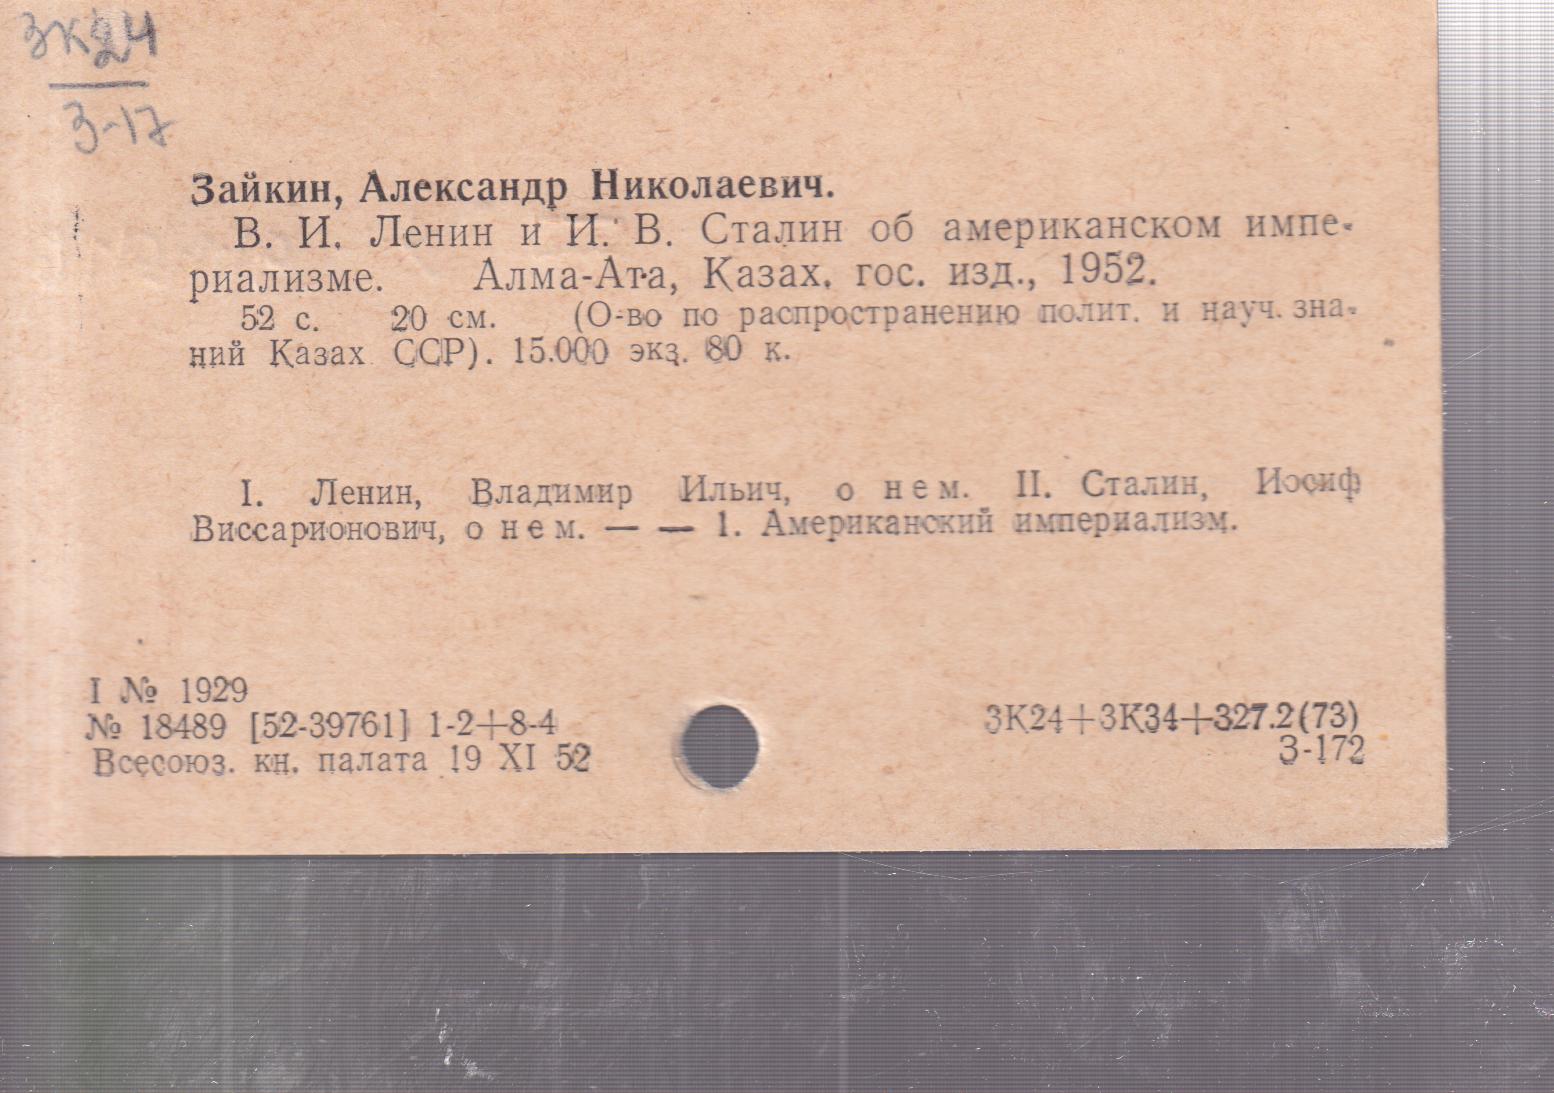 3К24
З-17
Зайкин, Александр Николаевич.
В. И. Ленин и И. В. Сталин об американском импе-
риализме. Алма-Ата, Казах. гос. изд., 1952.
52 с. 20 см. (О-во по распространению полит. и науч. зна-
ний Казах ССР). 15.000 экз. 80 к.
I. Ленин, Владимир Ильич, о нем. II. Сталин, Иосиф
Виссарионович, о нем. — — 1. Американский империализм.
I № 1929
№ 18489 [52-39761] 1-2+8-4
Всесоюз. кн. палата 19 XI 52
3К24+3К34+327.2(73)
З-172